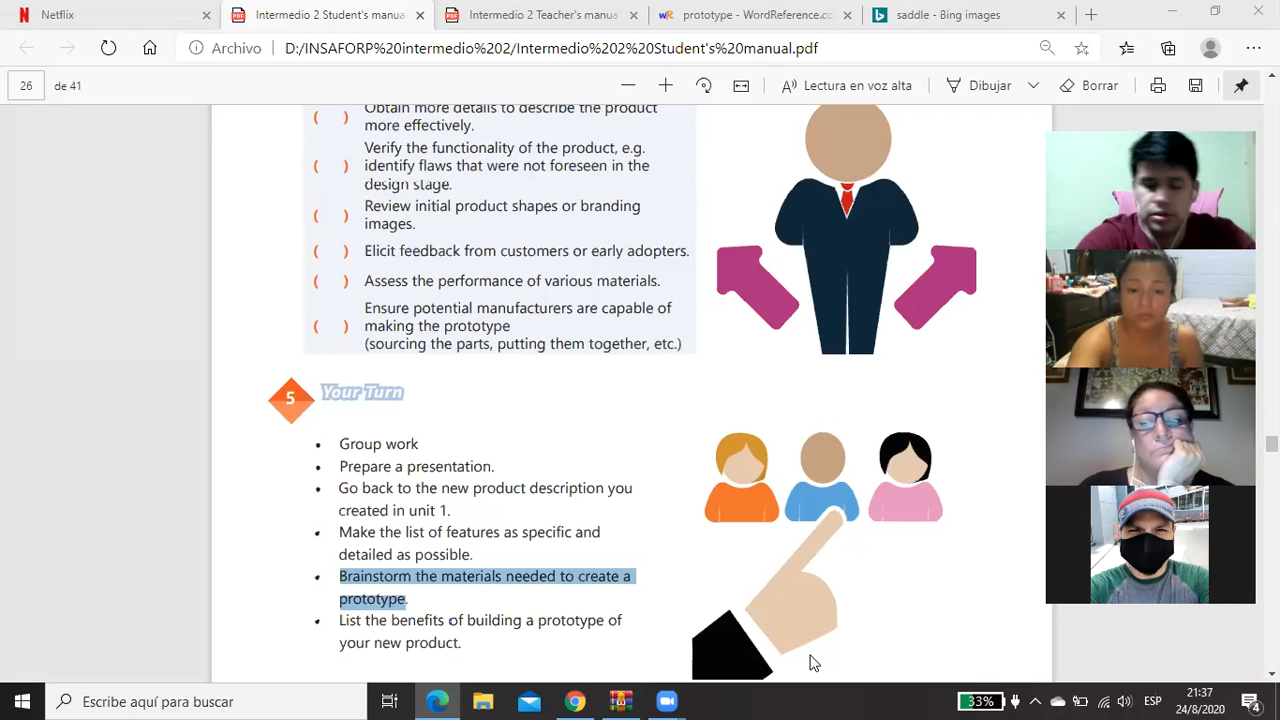 Netflix
Intermedio 2 Student's manual.
Intermedio 2 Teacher's manual
prototype - WordReference.co
saddle - Bing images
Archivo
D:/INSAFORP%20intermedio%202/Intermedio%202%20Student's%20manual.pdf
26
de 41
Lectura en voz alta
Dibujar
Borrar
( ) Obtain more details to describe the product
more effectively.
( ) Verify the functionality of the product, e.g.
identify flaws that were not foreseen in the
design stage.
( ) Review initial product shapes or branding
images.
( ) Elicit feedback from customers or early adopters.
( ) Assess the performance of various materials.
( ) Ensure potential manufacturers are capable of
making the prototype
(sourcing the parts, putting them together, etc.)
5 Your Turn
• Group work
• Prepare a presentation.
• Go back to the new product description you
created in unit 1.
• Make the list of features as specific and
detailed as possible.
• Brainstorm the materials needed to create a
prototype.
• List the benefits of building a prototype of
your new product.
Escribe aquí para buscar
33%
ESP
21:37
24/8/2020
4